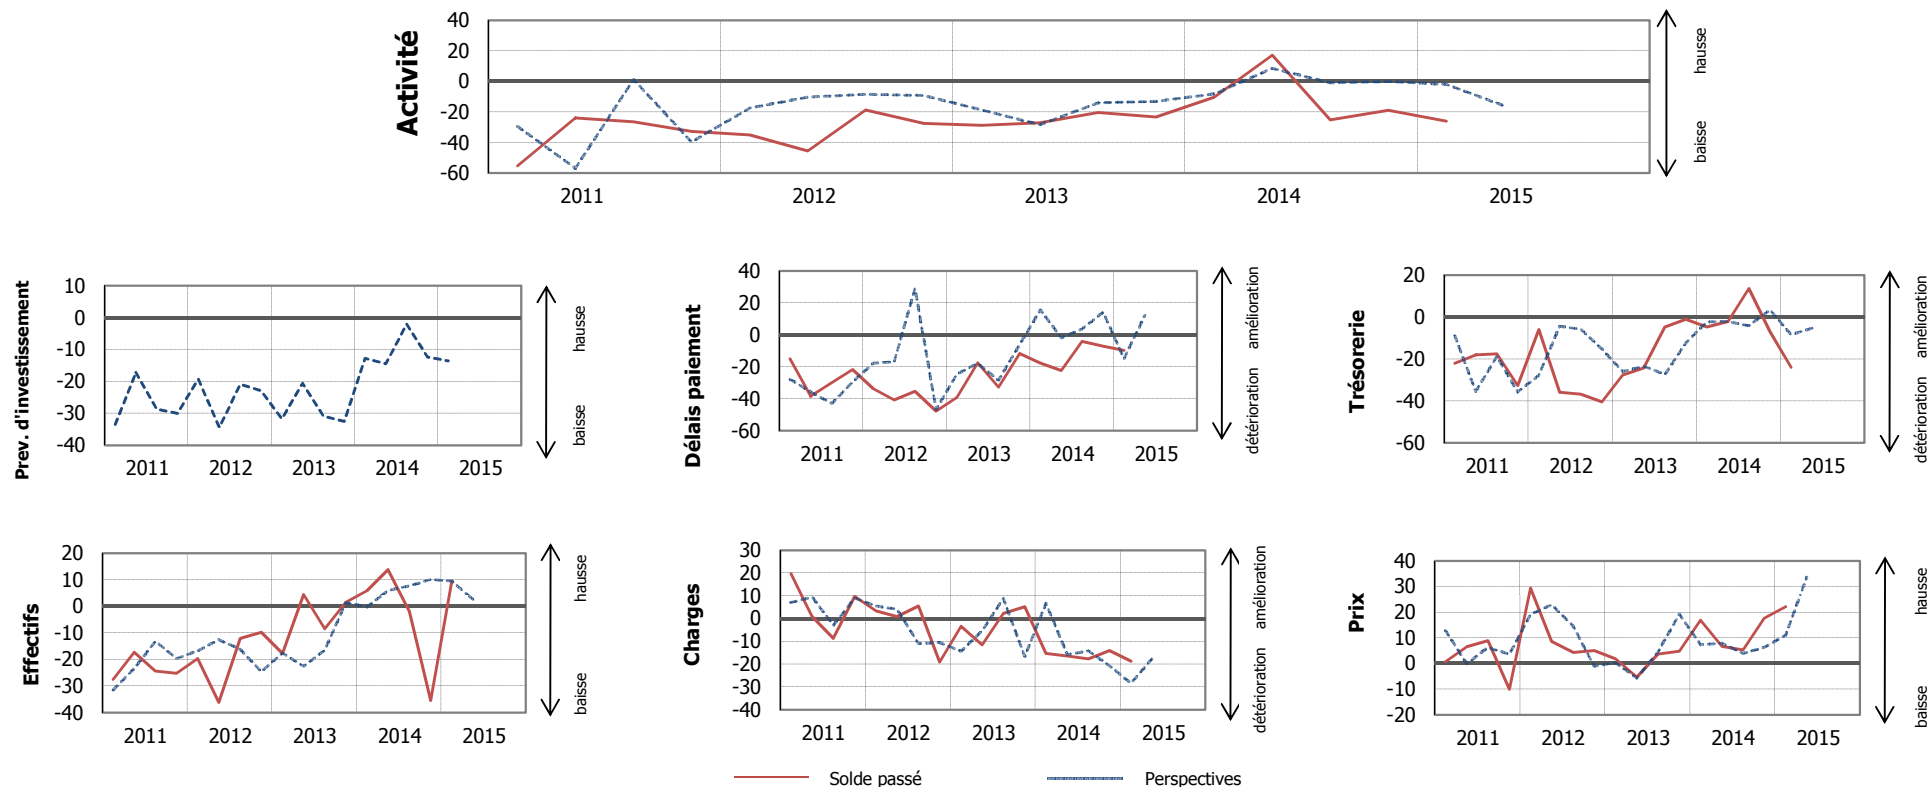 Activité
40
20
0
-20
-40
-60
2011 2012 2013 2014 2015
hausse
baisse
Prev. d'investissement
10
0
-10
-20
-30
-40
2011 2012 2013 2014 2015
hausse
baisse
Délais paiement
40
20
0
-20
-40
-60
2011 2012 2013 2014 2015
amélioration
détérioration
Trésorerie
20
0
-20
-40
-60
2011 2012 2013 2014 2015
amélioration
détérioration
Effectifs
20
10
0
-10
-20
-30
-40
2011 2012 2013 2014 2015
hausse
baisse
Charges
30
20
10
0
-10
-20
-30
-40
2011 2012 2013 2014 2015
amélioration
détérioration
Prix
40
30
20
10
0
-10
-20
2011 2012 2013 2014 2015
hausse
baisse
Solde passé Perspectives